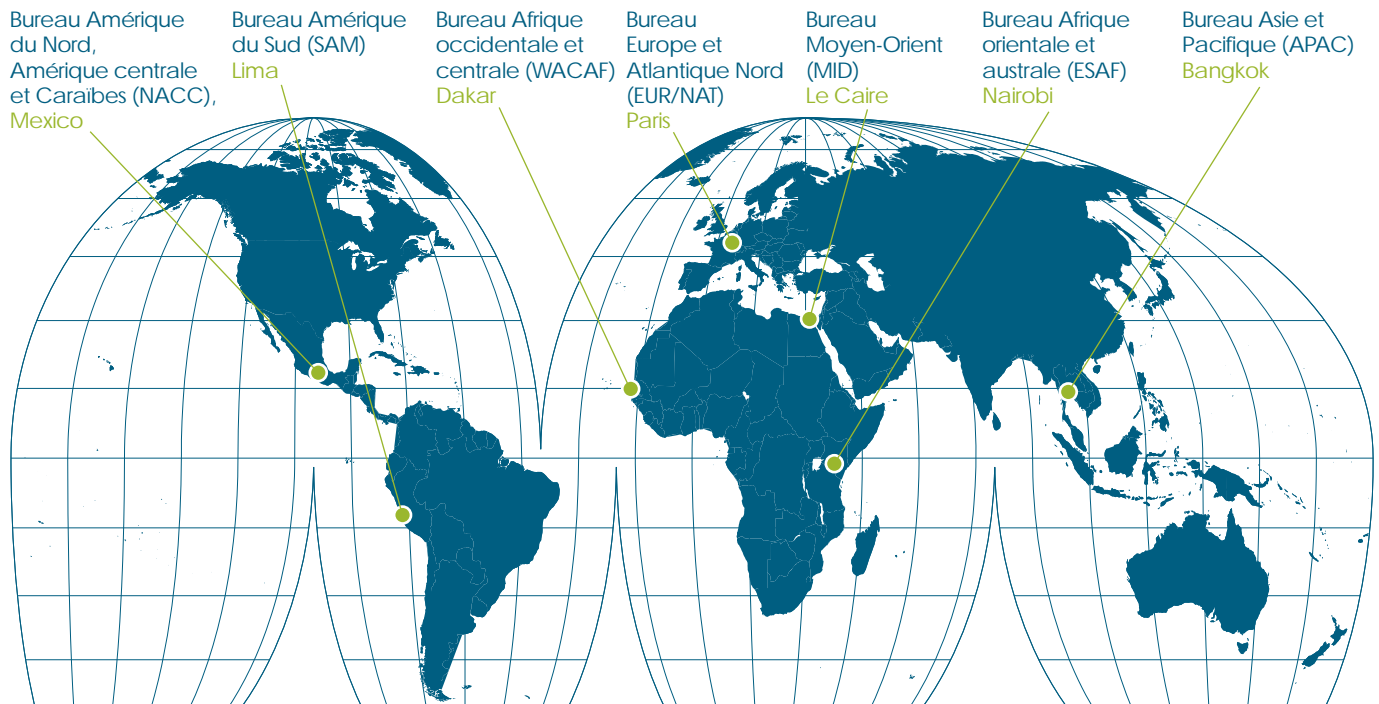 Bureau Amérique
du Nord,
Amérique centrale
et Caraïbes (NACC),
Mexico
Bureau Amérique
du Sud (SAM)
Lima
Bureau Afrique
occidentale et
centrale (WACAF)
Dakar
Bureau
Europe et
Atlantique Nord
(EUR/NAT)
Paris
Bureau
Moyen-Orient
(MID)
Le Caire
Bureau Afrique
orientale et
australe (ESAF)
Nairobi
Bureau Asie et
Pacifique (APAC)
Bangkok